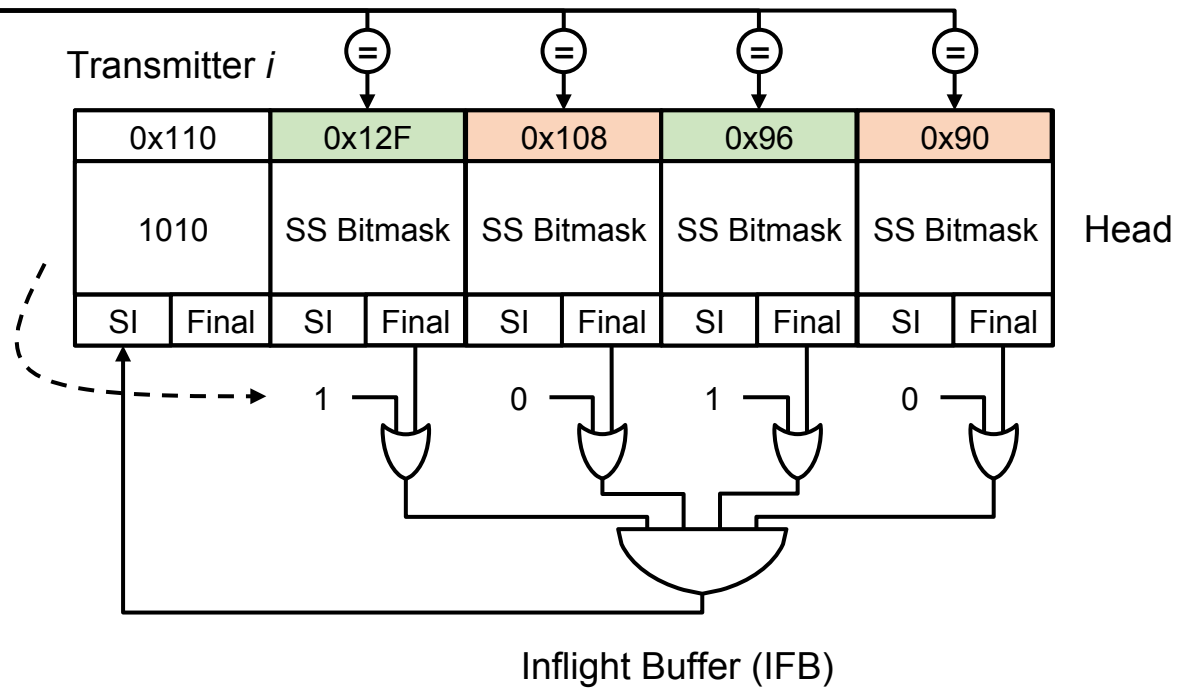 = = = =
Transmitter i
0x110 0x12F 0x108 0x96 0x90
1010 SS Bitmask SS Bitmask SS Bitmask SS Bitmask Head
SI Final SI Final SI Final SI Final SI Final
1 0 1 0
Inflight Buffer (IFB)